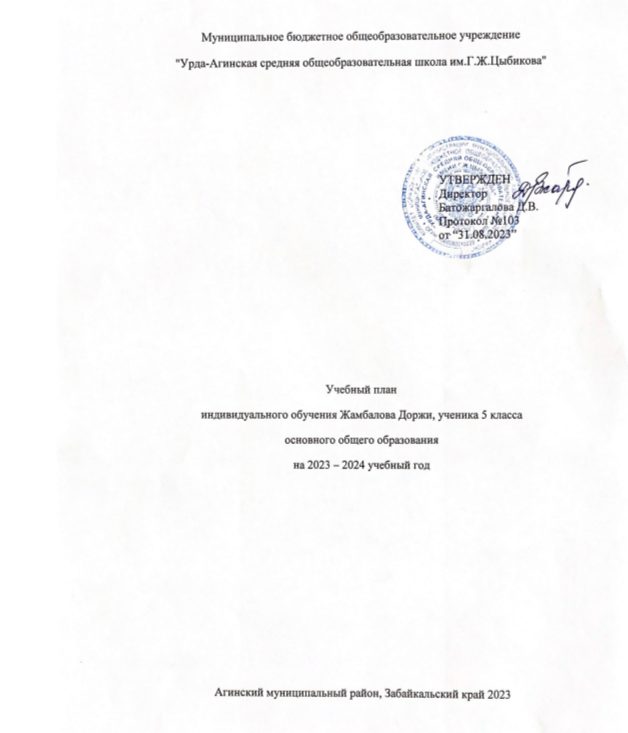 Муниципальное бюджетное общеобразовательное учреждение
"Урда-Агинская средняя общеобразовательная школа им.Г.Ж.Цыбикова"
УТВЕРЖДЕН
Директор
Батожаргалова Д.В.
Протокол №103
от "31.08.2023"
Учебный план
индивидуального обучения Жамбалова Доржи, ученика 5 класса
основного общего образования
на 2023 – 2024 учебный год
Агинский муниципальный район, Забайкальский край 2023